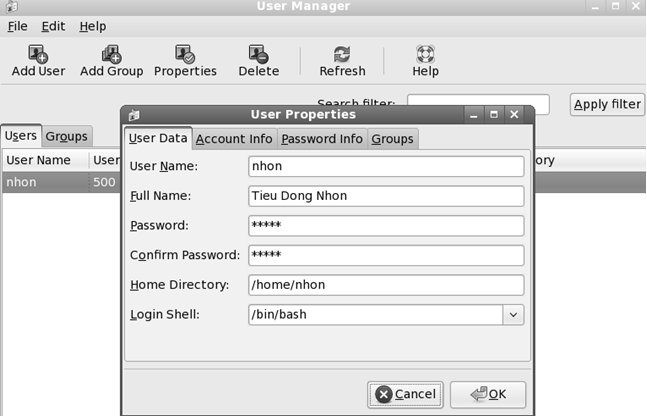 User Manager
File Edit Help
Add User Add Group Properties Delete Refresh Help
Search filter: Apply filter
Users Groups
User Name User ory
nhon 500
User Properties
User Data Account Info Password Info Groups
User Name: nhon
Full Name: Tieu Dong Nhon
Password: *****
Confirm Password: *****
Home Directory: /home/nhon
Login Shell: /bin/bash
Cancel OK